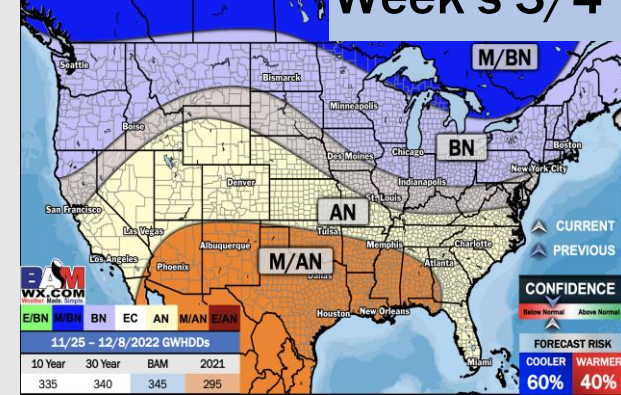 Week's 3/4
M/BN
Seattle
Bismarck
Minneapolis
Boise
BN
Boston
Des Moines
Chicago
New York City
Indianapolis
Denver
St. Louis
San Francisco
AN
CURRENT
Las Vegas
Tulsa
Charlotte
PREVIOUS
Albuquerque
Memphis
Los Angeles
M/AN
Atlanta
Phoenix
Dallas
BAM
WX.COM
Weather. Made. Simple.
CONFIDENCE
Below Normal Above Normal
Houston New Orleans
E/BN M/BN BN EC AN M/AN E/AN
11/25 – 12/8/2022 GWHDDs
FORECAST RISK
10 Year 30 Year BAM 2021
Miami
COOLER WARMER
335 340 345 295
60% 40%